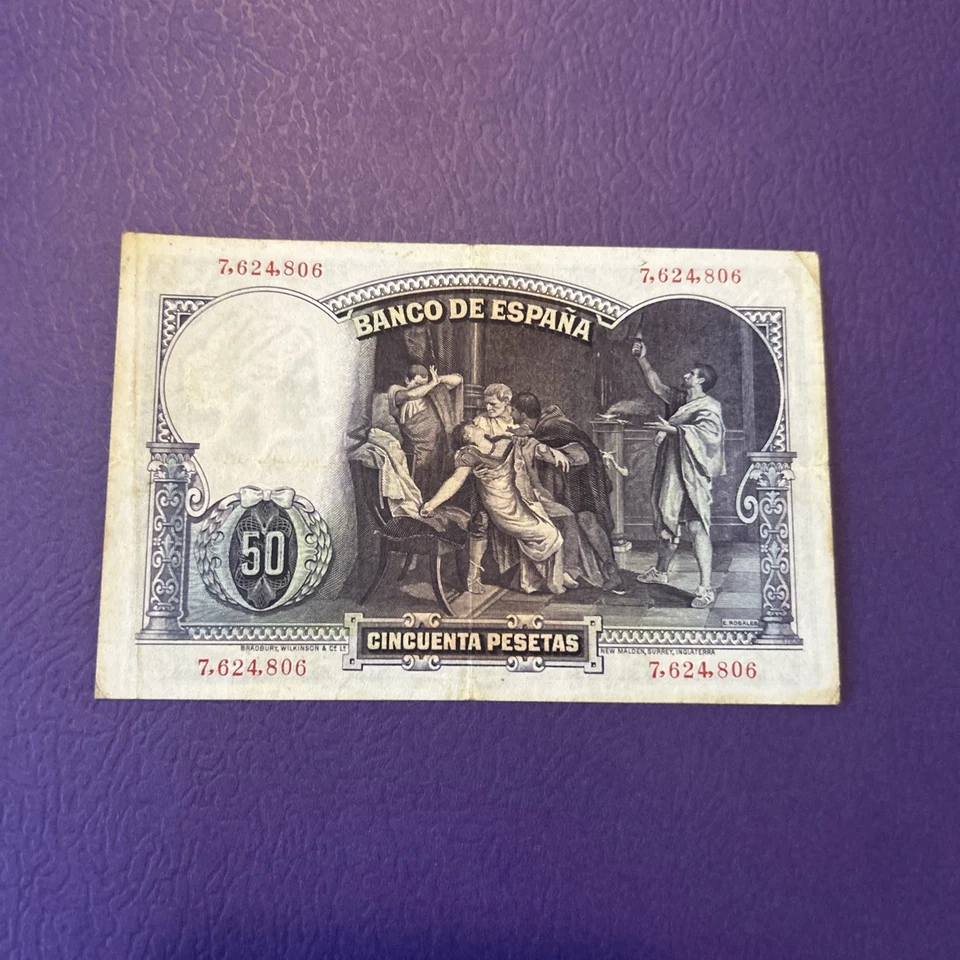 7,624,806
7,624,806
BANCO DE ESPAÑA
50
E. ROSALES
CINCUENTA PESETAS
BRADBURY, WILKINSON & Cº Lᴰ
NEW MALDEN, SURREY, INGLATERRA
7,624,806
7,624,806